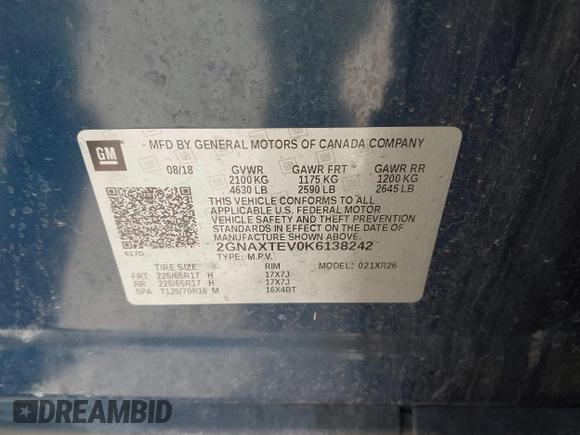 GM
MFD BY GENERAL MOTORS OF CANADA COMPANY
08/18 GVWR GAWR FRT GAWR RR
2100 KG 1175 KG 1200 KG
4630 LB 2590 LB 2645 LB
THIS VEHICLE CONFORMS TO ALL
APPLICABLE U.S. FEDERAL MOTOR
VEHICLE SAFETY AND THEFT PREVENTION
STANDARDS IN EFFECT ON THE DATE OF
MANUFACTURE SHOWN ABOVE.
2GNAXTEV0K6138242
617G TYPE: M.P.V.
TIRE SIZE RIM MODEL: 021XR26
FRT 225/65R17 H 17X7J
RR 225/65R17 H 17X7J
SPA T135/70R16 M 16X4BT
DREAMBID